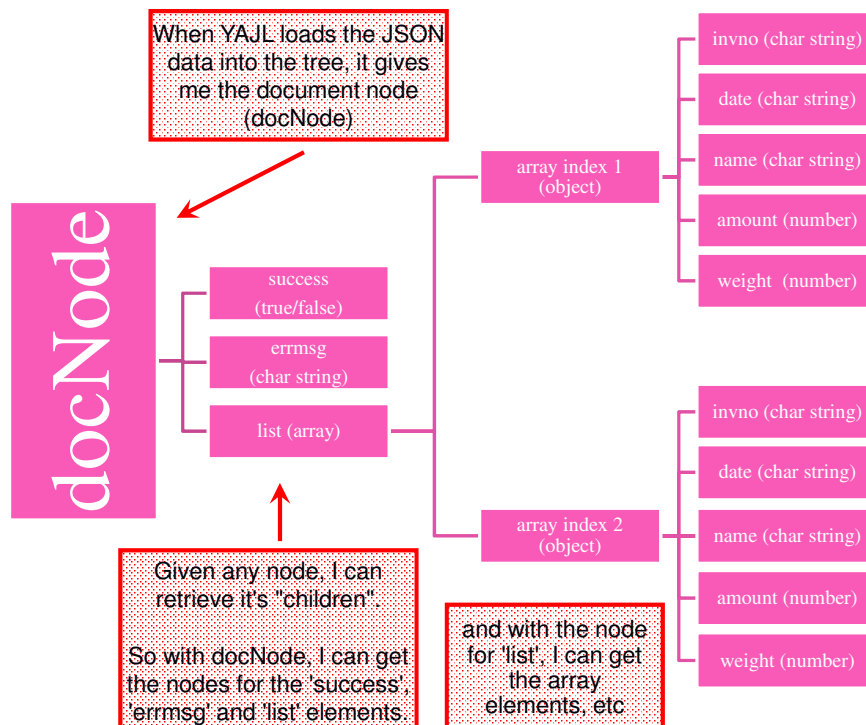 When YAJL loads the JSON
data into the tree, it gives
me the document node
(docNode)
docNode
success
(true/false)
errmsg
(char string)
list (array)
array index 1
(object)
invno (char string)
date (char string)
name (char string)
amount (number)
weight  (number)
array index 2
(object)
invno (char string)
date (char string)
name (char string)
amount (number)
weight (number)
Given any node, I can
retrieve it's "children".
So with docNode, I can get
the nodes for the 'success',
'errmsg' and 'list' elements.
and with the node
for 'list', I can get
the array
elements, etc